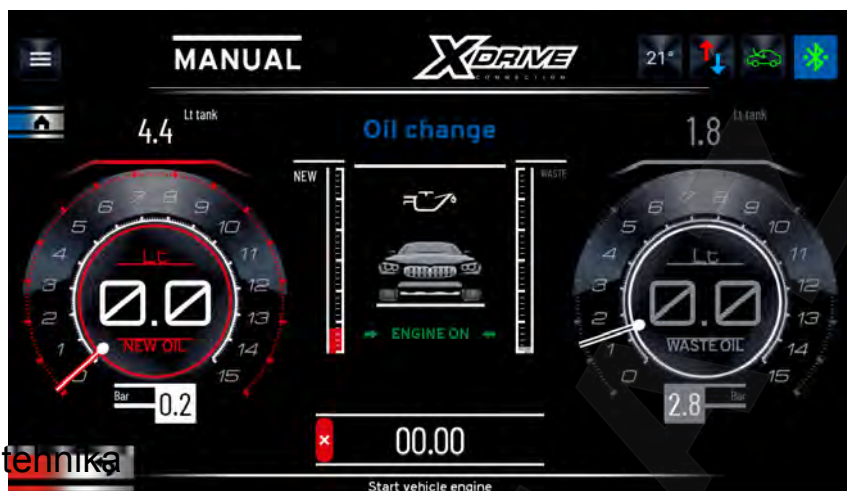 MANUAL
XDRIVE
CONNECTION
21°
4.4 Lt tank
Oil change
1.8 Lt tank
NEW
WASTE
0 1 2 3 4 5 6 7 8 9 10 11 12 13 14 15
Lt
0.0
NEW OIL
ENGINE ON
0 1 2 3 4 5 6 7 8 9 10 11 12 13 14 15
Lt
0.0
WASTE OIL
Bar 0.2
2.8 Bar
× 00.00
tehnika
Start vehicle engine